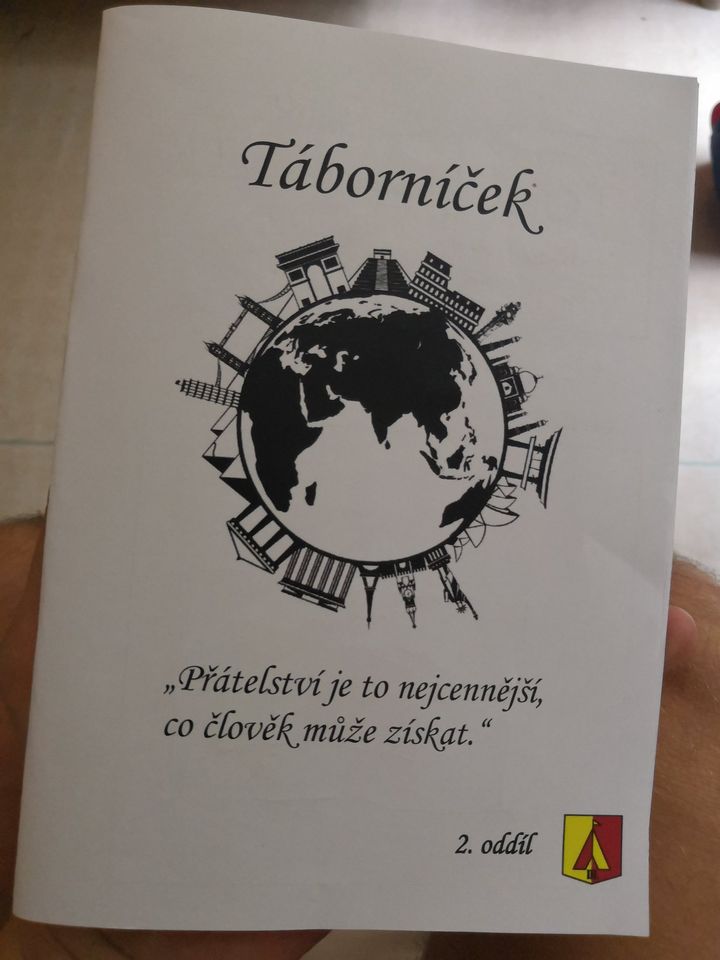 Táborníček
„Přátelství je to nejcennější,
co člověk může získat.“
2. oddíl